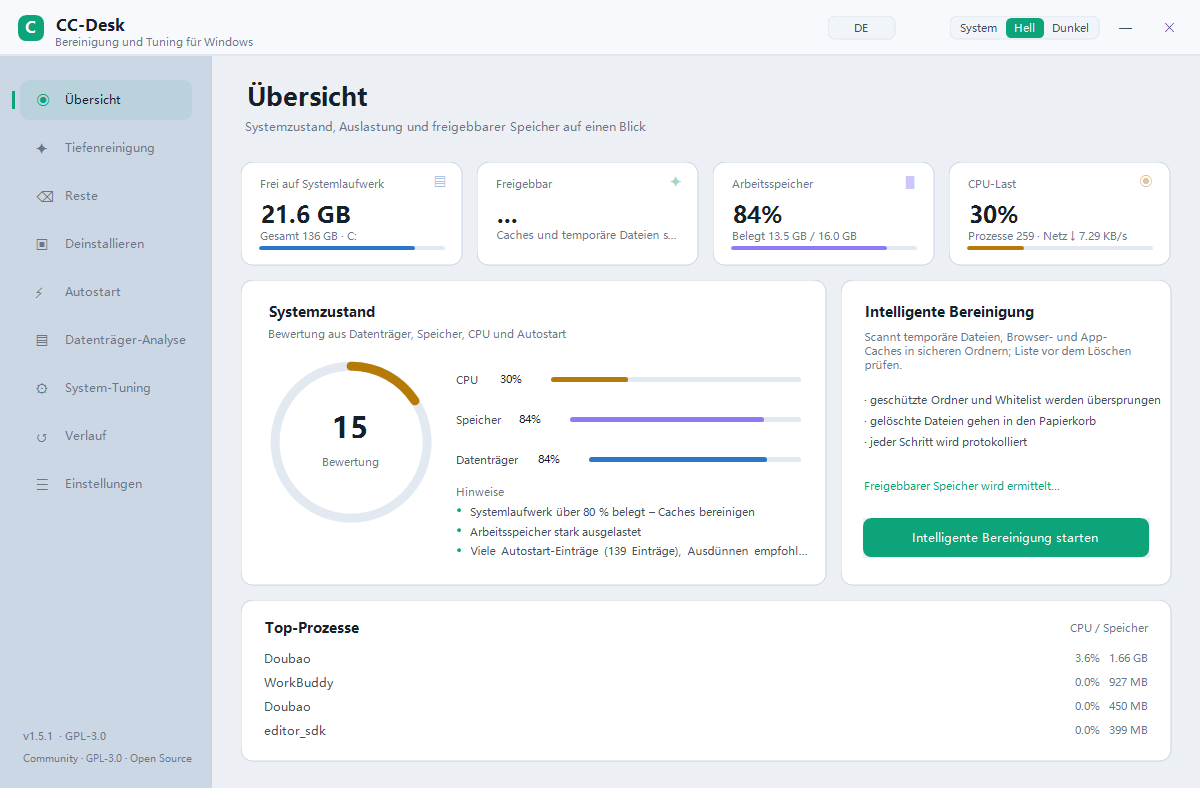 C CC-Desk
Bereinigung und Tuning für Windows
DE
System Hell Dunkel
Übersicht
Tiefenreinigung
Reste
Deinstallieren
Autostart
Datenträger-Analyse
System-Tuning
Verlauf
Einstellungen
v1.5.1 · GPL-3.0
Community · GPL-3.0 · Open Source
Übersicht
Systemzustand, Auslastung und freigebbarer Speicher auf einen Blick
Frei auf Systemlaufwerk
21.6 GB
Gesamt 136 GB · C:
Freigebbar
...
Caches und temporäre Dateien s...
Arbeitsspeicher
84%
Belegt 13.5 GB / 16.0 GB
CPU-Last
30%
Prozesse 259 · Netz ↓ 7.29 KB/s
Systemzustand
Bewertung aus Datenträger, Speicher, CPU und Autostart
15
Bewertung
CPU 30%
Speicher 84%
Datenträger 84%
Hinweise
• Systemlaufwerk über 80 % belegt – Caches bereinigen
• Arbeitsspeicher stark ausgelastet
• Viele Autostart-Einträge (139 Einträge), Ausdünnen empfohl...
Intelligente Bereinigung
Scannt temporäre Dateien, Browser- und App-
Caches in sicheren Ordnern; Liste vor dem Löschen
prüfen.
· geschützte Ordner und Whitelist werden übersprungen
· gelöschte Dateien gehen in den Papierkorb
· jeder Schritt wird protokolliert
Freigebbarer Speicher wird ermittelt...
Intelligente Bereinigung starten
Top-Prozesse
CPU / Speicher
Doubao 3.6% 1.66 GB
WorkBuddy 0.0% 927 MB
Doubao 0.0% 450 MB
editor_sdk 0.0% 399 MB